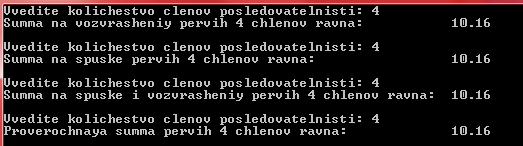 Vvedite kolichestvo clenov posledovatelnisti: 4
Summa na vozvrasheniy pervih 4 chlenov ravna: 10.16
Vvedite kolichestvo clenov posledovatelnisti: 4
Summa na spuske pervih 4 chlenov ravna: 10.16
Vvedite kolichestvo clenov posledovatelnisti: 4
Summa na spuske i vozvrasheniy pervih 4 chlenov ravna: 10.16
Vvedite kolichestvo clenov posledovatelnisti: 4
Proverochnaya summa pervih 4 chlenov ravna: 10.16